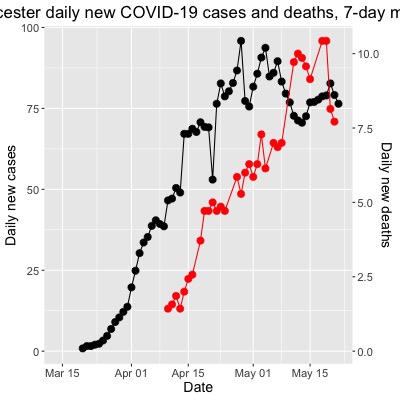 cester daily new COVID-19 cases and deaths, 7-day m
100
75
50
25
0
Daily new cases
10.0
7.5
5.0
2.5
0.0
Daily new deaths
Mar 15 Apr 01 Apr 15 May 01 May 15
Date